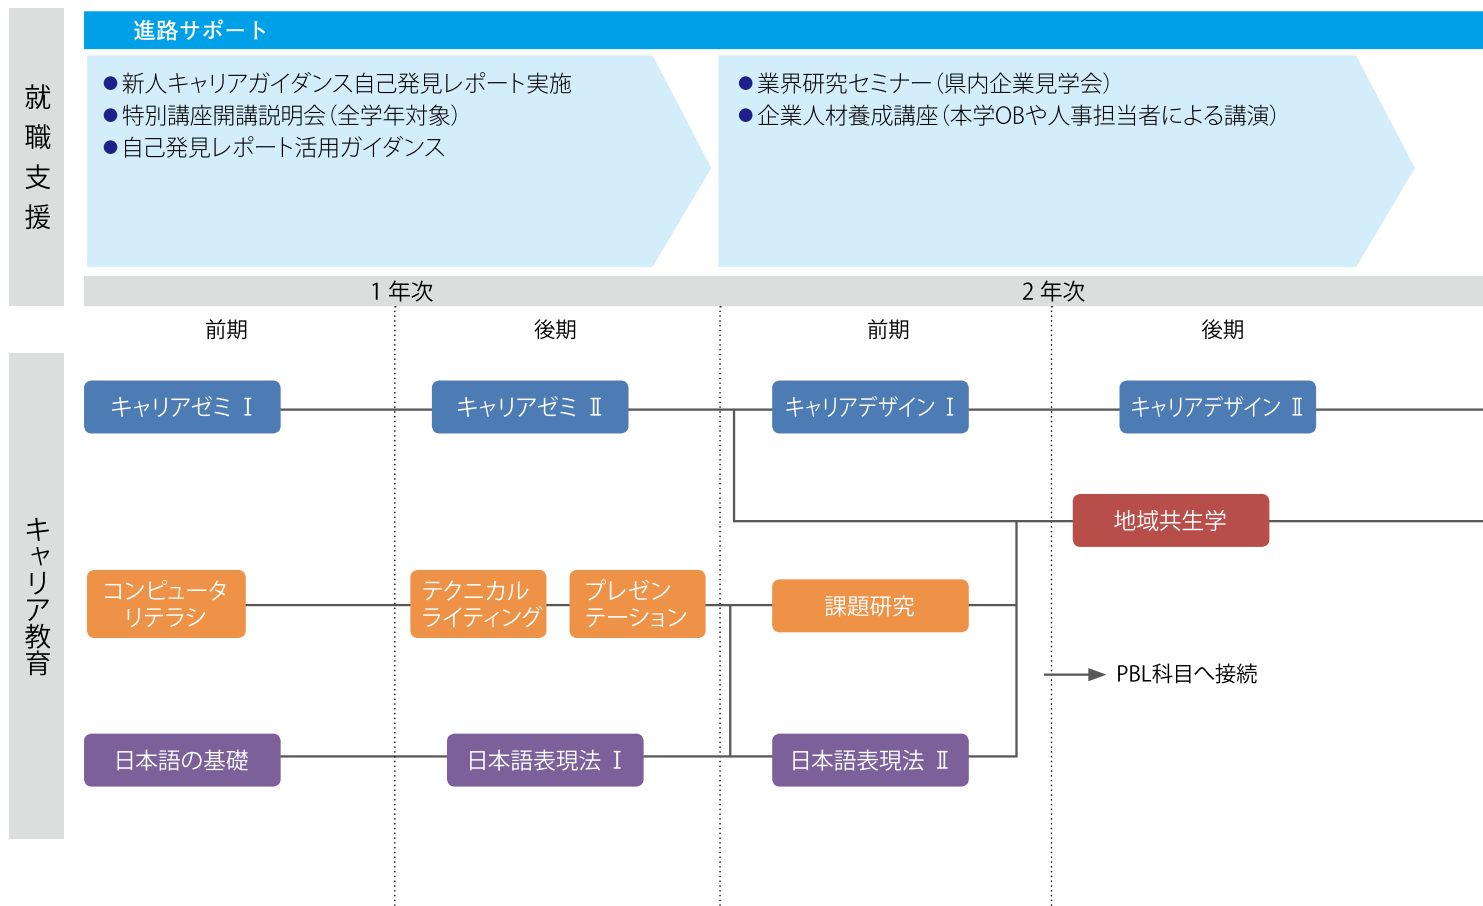 就職支援
進路サポート
●新人キャリアガイダンス自己発見レポート実施
●特別講座開講説明会（全学年対象）
●自己発見レポート活用ガイダンス
●業界研究セミナー（県内企業見学会）
●企業人材養成講座（本学OBや人事担当者による講演）
1 年次
2 年次
前期
後期
前期
後期
キャリア教育
キャリアゼミ Ⅰ
キャリアゼミ Ⅱ
キャリアデザイン Ⅰ
キャリアデザイン Ⅱ
地域共生学
コンピュータ
リテラシ
テクニカル
ライティング
プレゼン
テーション
課題研究
PBL科目へ接続
日本語の基礎
日本語表現法 Ⅰ
日本語表現法 Ⅱ